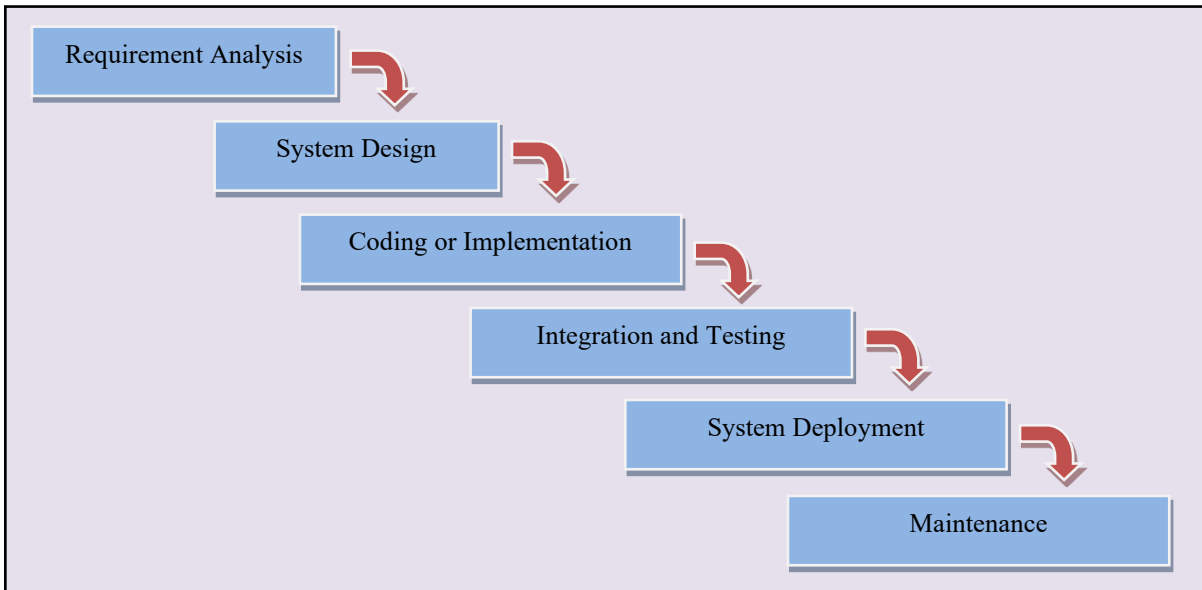 Requirement Analysis
System Design
Coding or Implementation
Integration and Testing
System Deployment
Maintenance